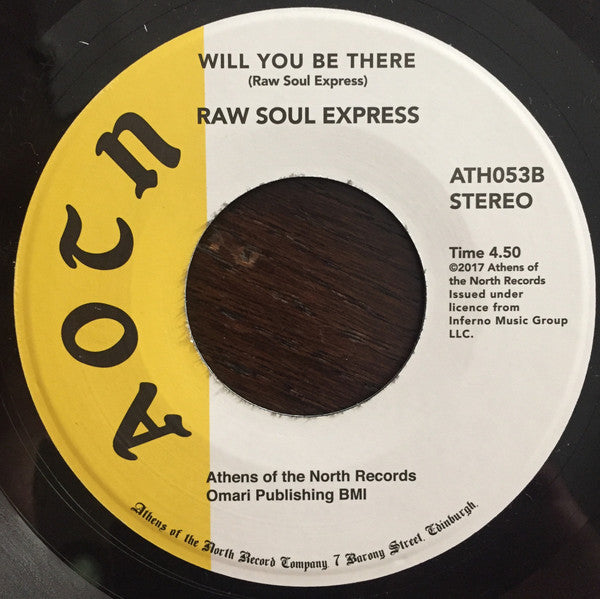 WILL YOU BE THERE
(Raw Soul Express)
RAW SOUL EXPRESS
AOTN
ATH053B
STEREO
Time 4.50
©2017 Athens of
the North Records
Issued under
licence from
Inferno Music Group
LLC.
Athens of the North Records
Omari Publishing BMI
Athens of the North Record Company, 7 Barony Street, Edinburgh.